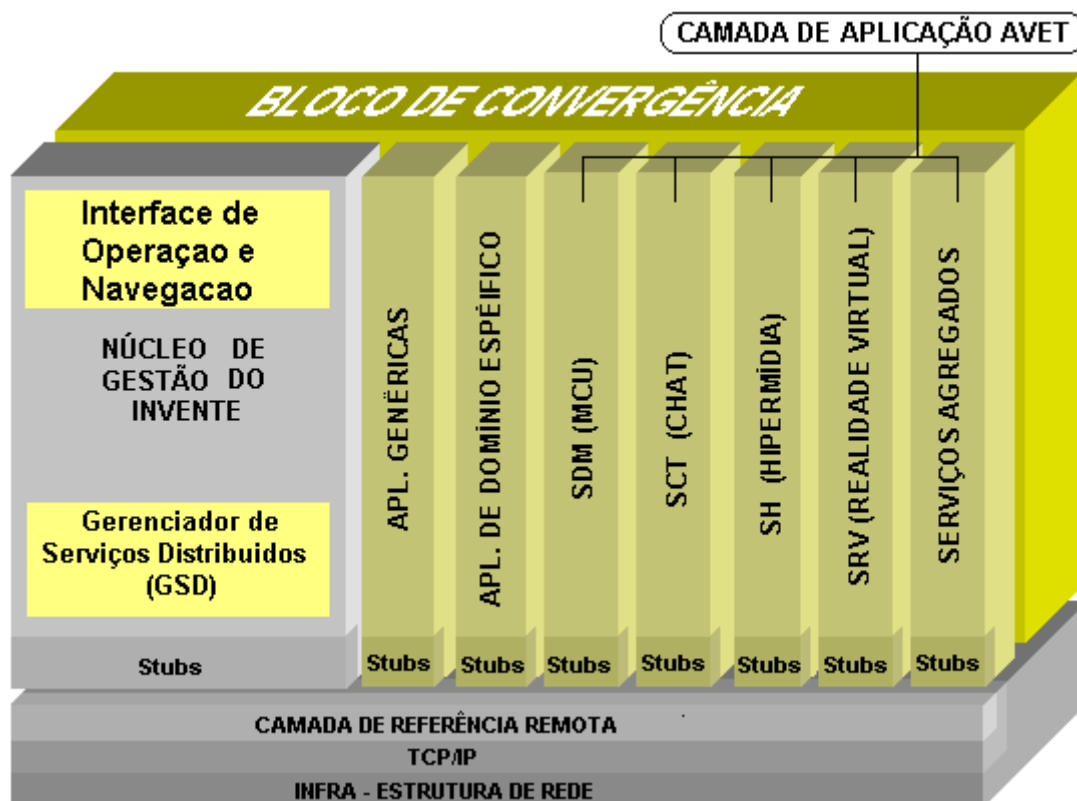 CAMADA DE APLICAÇÃO AVET
BLOCO DE CONVERGÊNCIA
Interface de
Operaçao e
Navegacao
NÚCLEO DE
GESTÃO DO
INVENTE
Gerenciador de
Serviços Distribuidos
(GSD)
Stubs
APL. GENËRICAS
Stubs
APL. DE DOMÍNIO ESPÉIFICO
Stubs
SDM (MCU)
Stubs
SCT (CHAT)
Stubs
SH (HIPERMÍDIA)
Stubs
SRV (REALIDADE VIRTUAL)
Stubs
SERVIÇOS AGREGADOS
Stubs
CAMADA DE REFERÊNCIA REMOTA
TCP/IP
INFRA - ESTRUTURA DE REDE